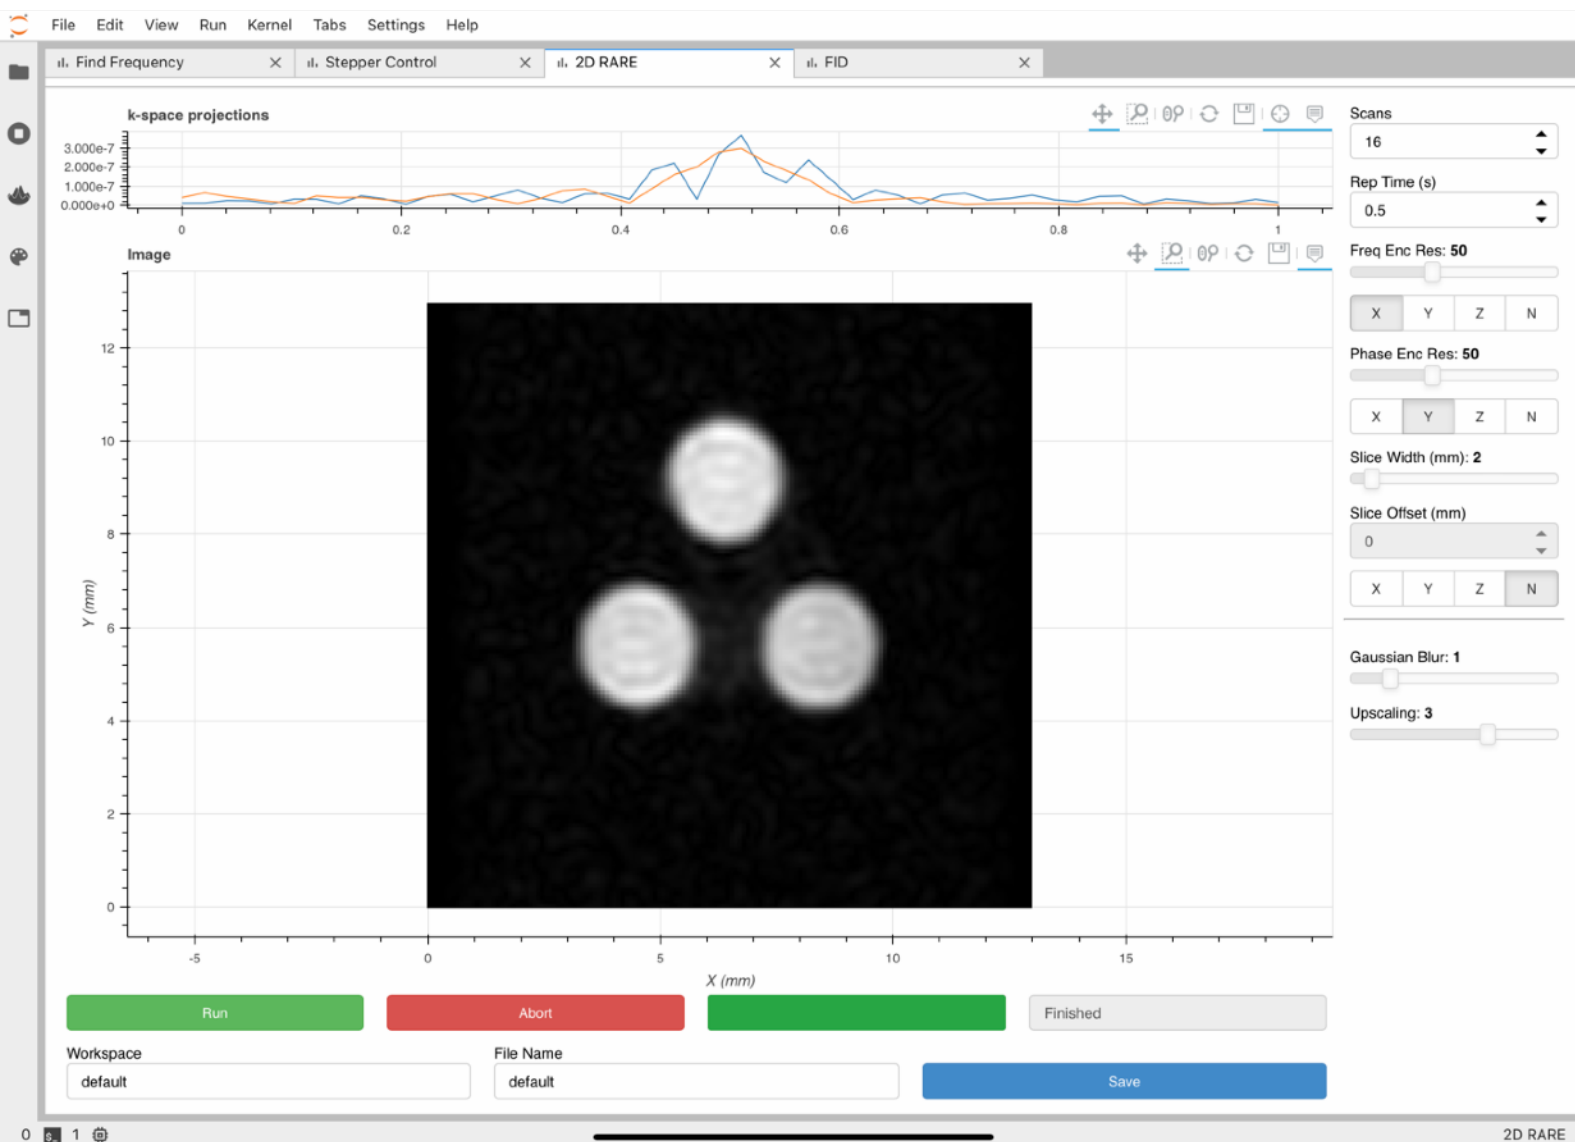 File Edit View Run Kernel Tabs Settings Help
Find Frequency Stepper Control 2D RARE FID
k-space projections
3.000e-7
2.000e-7
1.000e-7
0.000e+0
0 0.2 0.4 0.6 0.8 1
Image
12
10
8
6
4
2
0
Y (mm)
-5 0 5 10 15
X (mm)
Scans
16
Rep Time (s)
0.5
Freq Enc Res: 50
X Y Z N
Phase Enc Res: 50
X Y Z N
Slice Width (mm): 2
Slice Offset (mm)
0
X Y Z N
Gaussian Blur: 1
Upscaling: 3
Run Abort Finished
Workspace File Name
default default Save
0 $_ 1 2D RARE